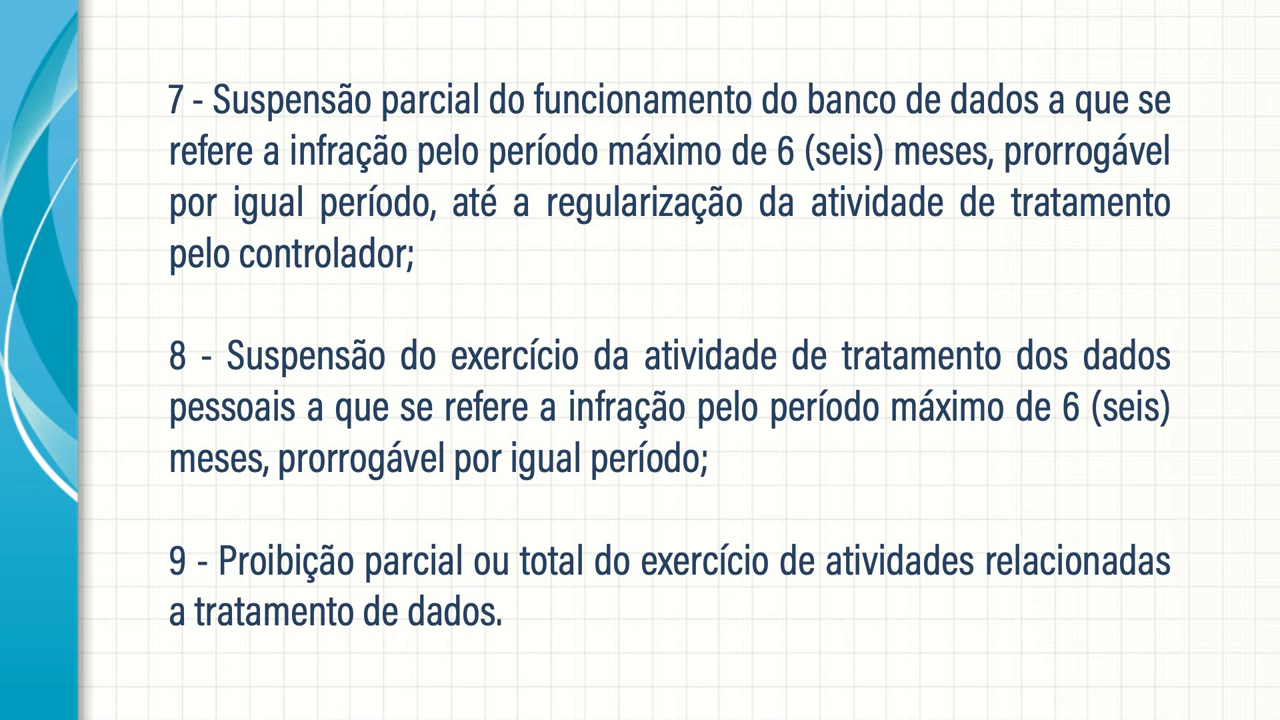 7 - Suspensão parcial do funcionamento do banco de dados a que se
refere a infração pelo período máximo de 6 (seis) meses, prorrogável
por igual período, até a regularização da atividade de tratamento
pelo controlador;
8 - Suspensão do exercício da atividade de tratamento dos dados
pessoais a que se refere a infração pelo período máximo de 6 (seis)
meses, prorrogável por igual período;
9 - Proibição parcial ou total do exercício de atividades relacionadas
a tratamento de dados.